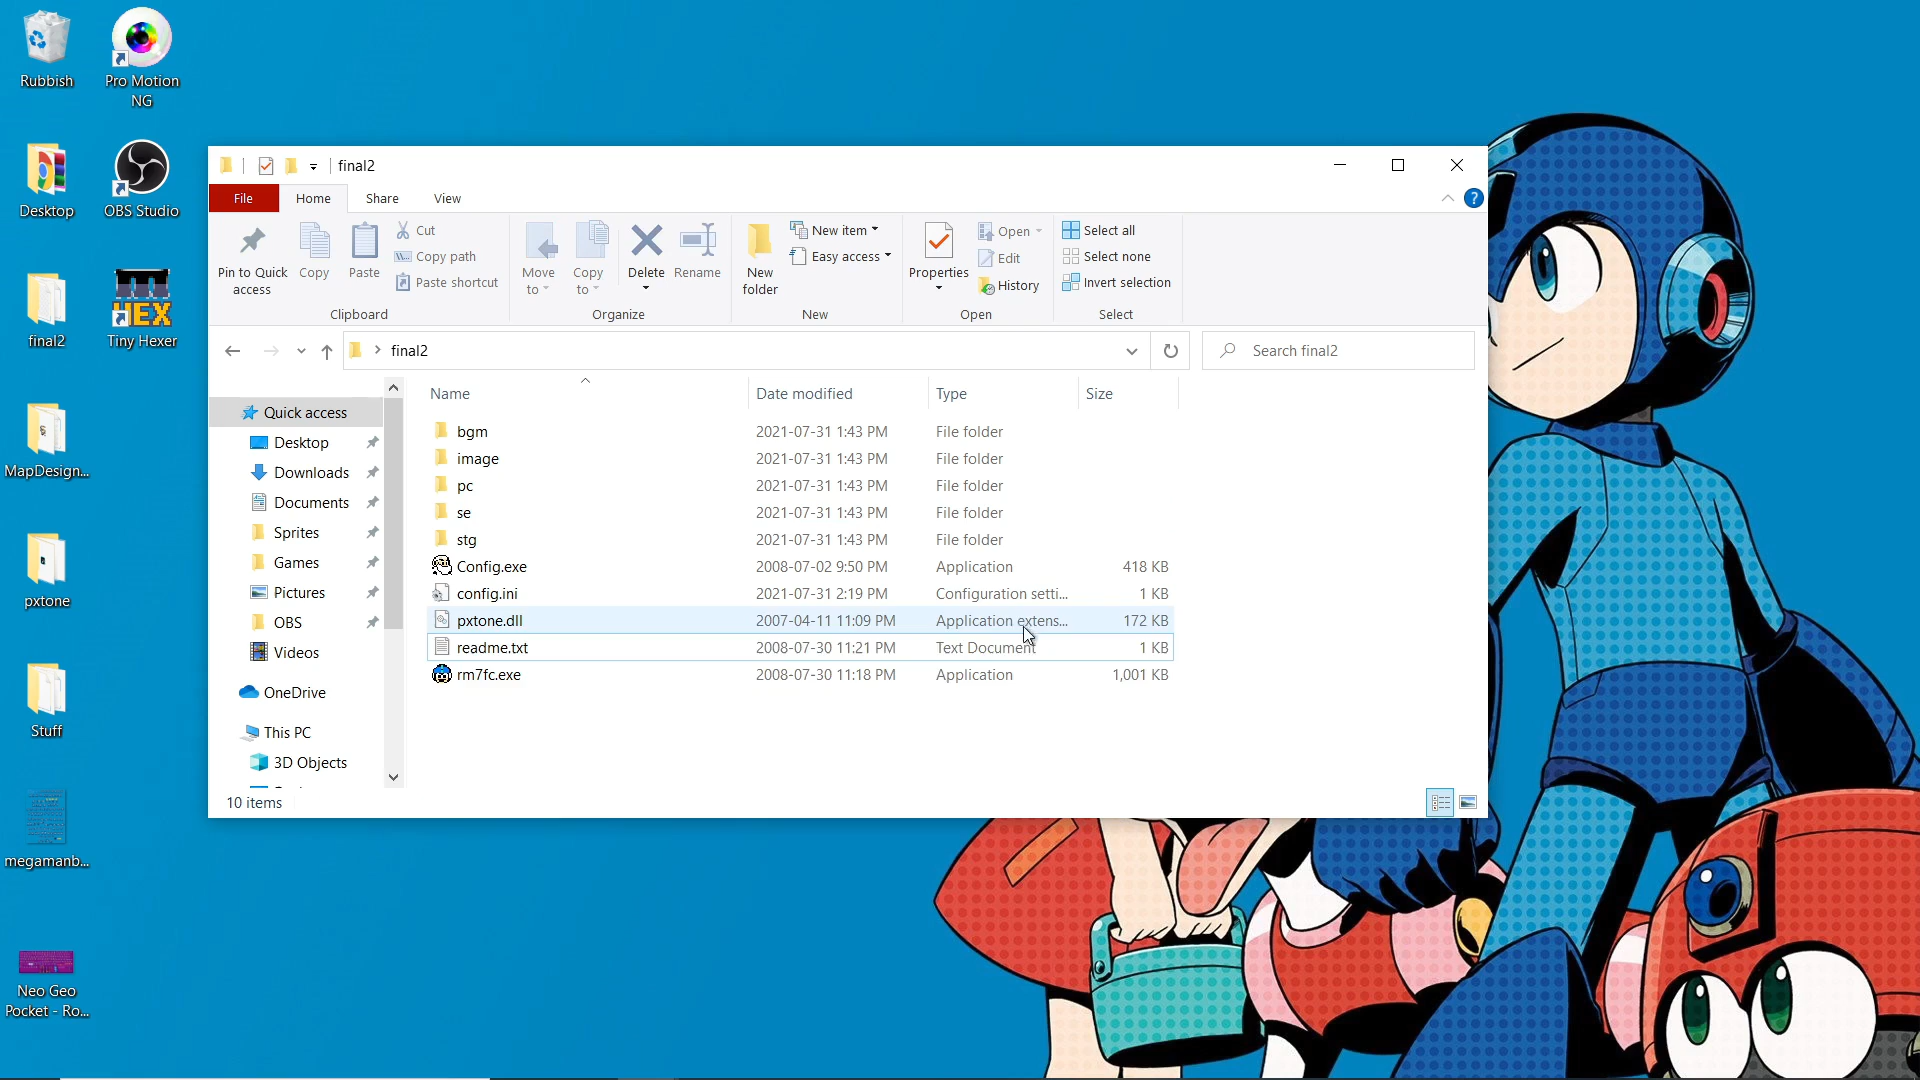 Rubbish
Pro Motion
NG
Desktop
OBS Studio
final2
HEX
Tiny Hexer
MapDesign...
pxtone
Stuff
megamanb...
Neo Geo
Pocket - Ro...
final2
File
Home
Share
View
Pin to Quick
access
Copy
Paste
Cut
Copy path
Paste shortcut
Clipboard
Move
to
Copy
to
Delete
Rename
Organize
New
folder
New item
Easy access
New
Properties
Open
Edit
History
Open
Select all
Select none
Invert selection
Select
final2
Search final2
Quick access
Desktop
Downloads
Documents
Sprites
Games
Pictures
OBS
Videos
OneDrive
This PC
3D Objects
Name Date modified Type Size
bgm 2021-07-31 1:43 PM File folder
image 2021-07-31 1:43 PM File folder
pc 2021-07-31 1:43 PM File folder
se 2021-07-31 1:43 PM File folder
stg 2021-07-31 1:43 PM File folder
Config.exe 2008-07-02 9:50 PM Application 418 KB
config.ini 2021-07-31 2:19 PM Configuration setti... 1 KB
pxtone.dll 2007-04-11 11:09 PM Application extens... 172 KB
readme.txt 2008-07-30 11:21 PM Text Document 1 KB
rm7fc.exe 2008-07-30 11:18 PM Application 1,001 KB
10 items